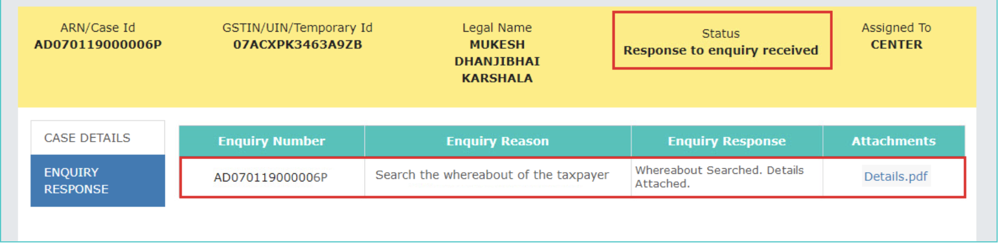 ARN/Case Id
AD070119000006P
GSTIN/UIN/Temporary Id
07ACXPK3463A9ZB
Legal Name
MUKESH
DHANJIBHAI
KARSHALA
Status
Response to enquiry received
Assigned To
CENTER
CASE DETAILS
ENQUIRY
RESPONSE
Enquiry Number
Enquiry Reason
Enquiry Response
Attachments
AD070119000006P
Search the whereabout of the taxpayer
Whereabout Searched. Details
Attached.
Details.pdf